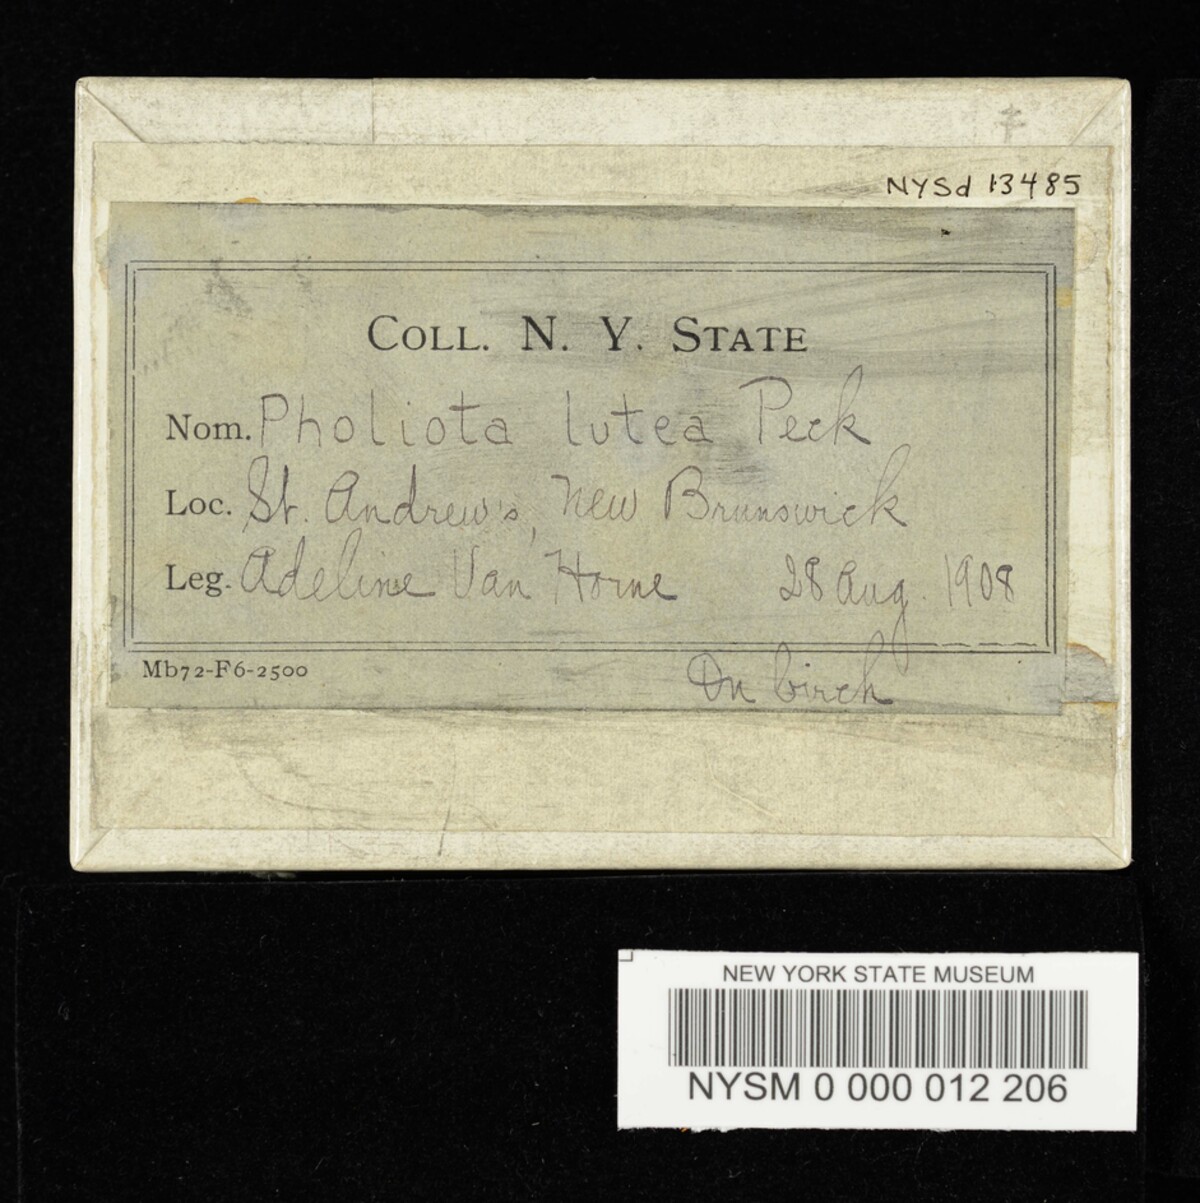 NYSd 13485
COLL. N. Y. STATE
Nom. Pholiota lutea Peck
Loc. St. Andrew's, New Brunswick
Leg. Adeline Van Horne 28 Aug. 1908
Mb72-F6-2500
On birch
NEW YORK STATE MUSEUM
NYSM 0 000 012 206